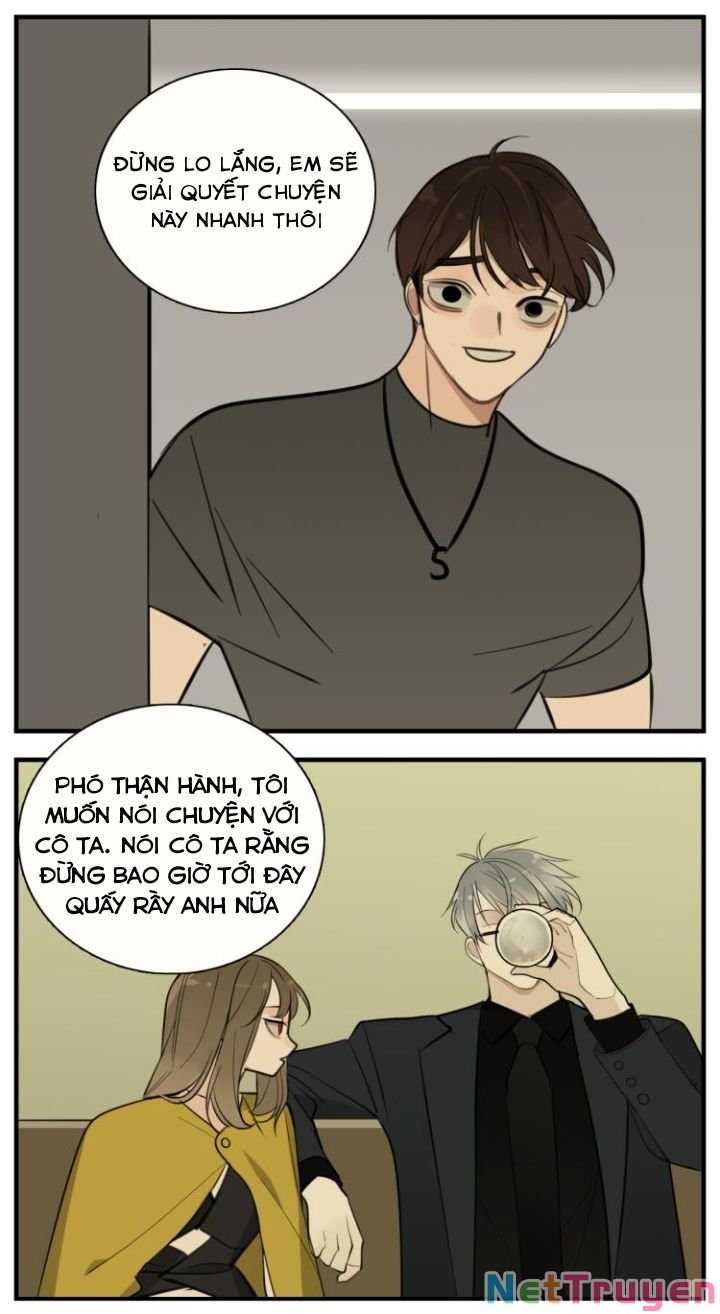 ĐỪNG LO LẮNG, EM SẼ
GIẢI QUYẾT CHUYỆN
NÀY NHANH THÔI
S
PHÓ THẬN HÀNH, TÔI
MUỐN NÓI CHUYỆN VỚI
CÔ TA. NÓI CÔ TA RẰNG
ĐỪNG BAO GIỜ TỚI ĐÂY
QUẤY RẦY ANH NỮA
NetTruyen